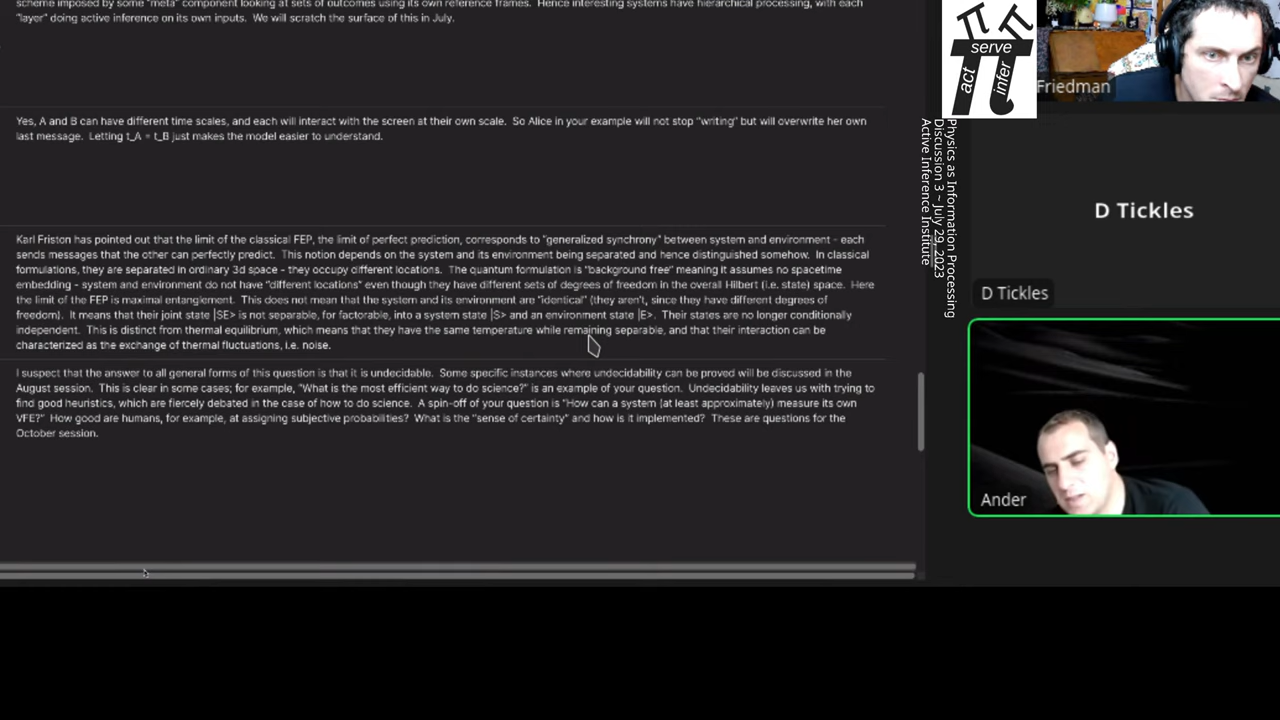 scheme imposed by some "meta" component looking at sets of outcomes using its own reference frames. Hence interesting systems have hierarchical processing, with each
"layer" doing active inference on its own inputs. We will scratch the surface of this in July.
Yes, A and B can have different time scales, and each will interact with the screen at their own scale. So Alice in your example will not stop "writing" but will overwrite her own
last message. Letting t_A = t_B just makes the model easier to understand.
Karl Friston has pointed out that the limit of the classical FEP, the limit of perfect prediction, corresponds to "generalized synchrony" between system and environment - each
sends messages that the other can perfectly predict. This notion depends on the system and its environment being separated and hence distinguished somehow. In classical
formulations, they are separated in ordinary 3d space - they occupy different locations. The quantum formulation is "background free" meaning it assumes no spacetime
embedding - system and environment do not have "different locations" even though they have different sets of degrees of freedom in the overall Hilbert (i.e. state) space. Here
the limit of the FEP is maximal entanglement. This does not mean that the system and its environment are "identical" (they aren't, since they have different degrees of
freedom). It means that their joint state |SE> is not separable, for factorable, into a system state |S> and an environment state |E>. Their states are no longer conditionally
independent. This is distinct from thermal equilibrium, which means that they have the same temperature while remaining separable, and that their interaction can be
characterized as the exchange of thermal fluctuations, i.e. noise.
I suspect that the answer to all general forms of this question is that it is undecidable. Some specific instances where undecidability can be proved will be discussed in the
August session. This is clear in some cases; for example, "What is the most efficient way to do science?" is an example of your question. Undecidability leaves us with trying to
find good heuristics, which are fiercely debated in the case of how to do science. A spin-off of your question is "How can a system (at least approximately) measure its own
VFE?" How good are humans, for example, at assigning subjective probabilities? What is the "sense of certainty" and how is it implemented? These are questions for the
October session.
π π
serve
π
act
infer
Physics as Information Processing
Discussion 3 ~ July 29, 2023
Active Inference Institute
Friedman
D Tickles
D Tickles
Ander